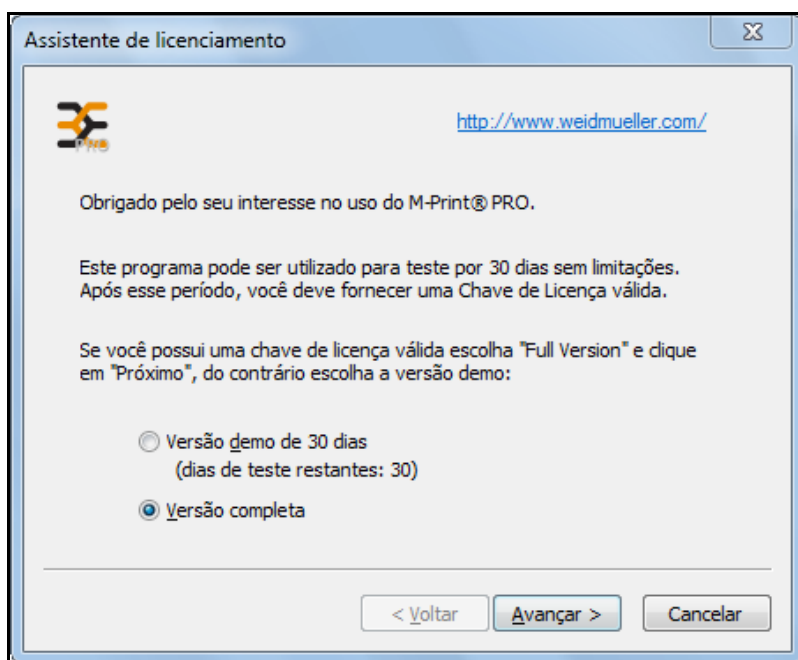 Assistente de licenciamento
PRO
http://www.weidmueller.com/
Obrigado pelo seu interesse no uso do M-Print® PRO.
Este programa pode ser utilizado para teste por 30 dias sem limitações.
Após esse período, você deve fornecer uma Chave de Licença válida.
Se você possui uma chave de licença válida escolha "Full Version" e clique
em "Próximo", do contrário escolha a versão demo:
Versão demo de 30 dias
(dias de teste restantes: 30)
Versão completa
< Voltar Avançar > Cancelar